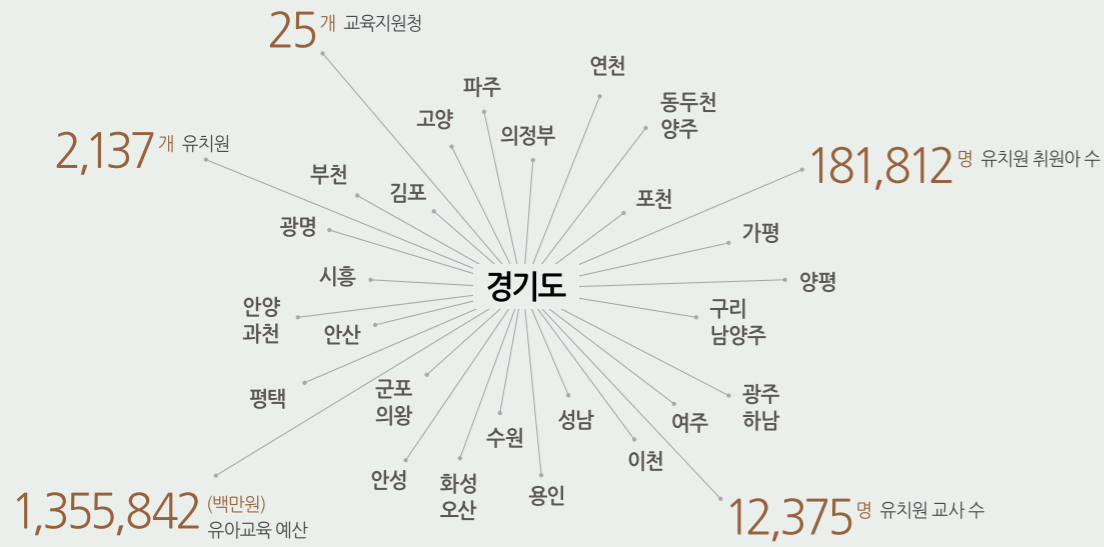 25개 교육지원청
연천
파주
동두천
양주
고양
의정부
2,137개 유치원
181,812명 유치원 취원아 수
부천
김포
포천
광명
가평
시흥
경기도
양평
안양
과천
안산
구리
남양주
평택
군포
의왕
성남
여주
광주
하남
수원
이천
안성
화성
오산
용인
1,355,842(백만원)
유아교육 예산
12,375명 유치원 교사 수